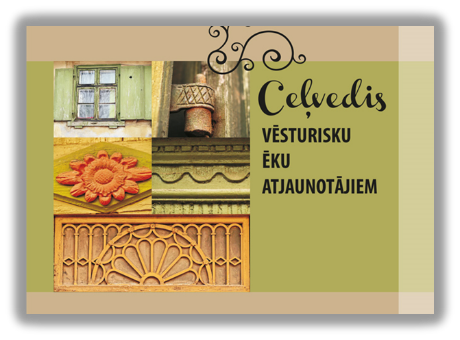 Ceļvedis
VĒSTURISKU
ĒKU
ATJAUNOTĀJIEM